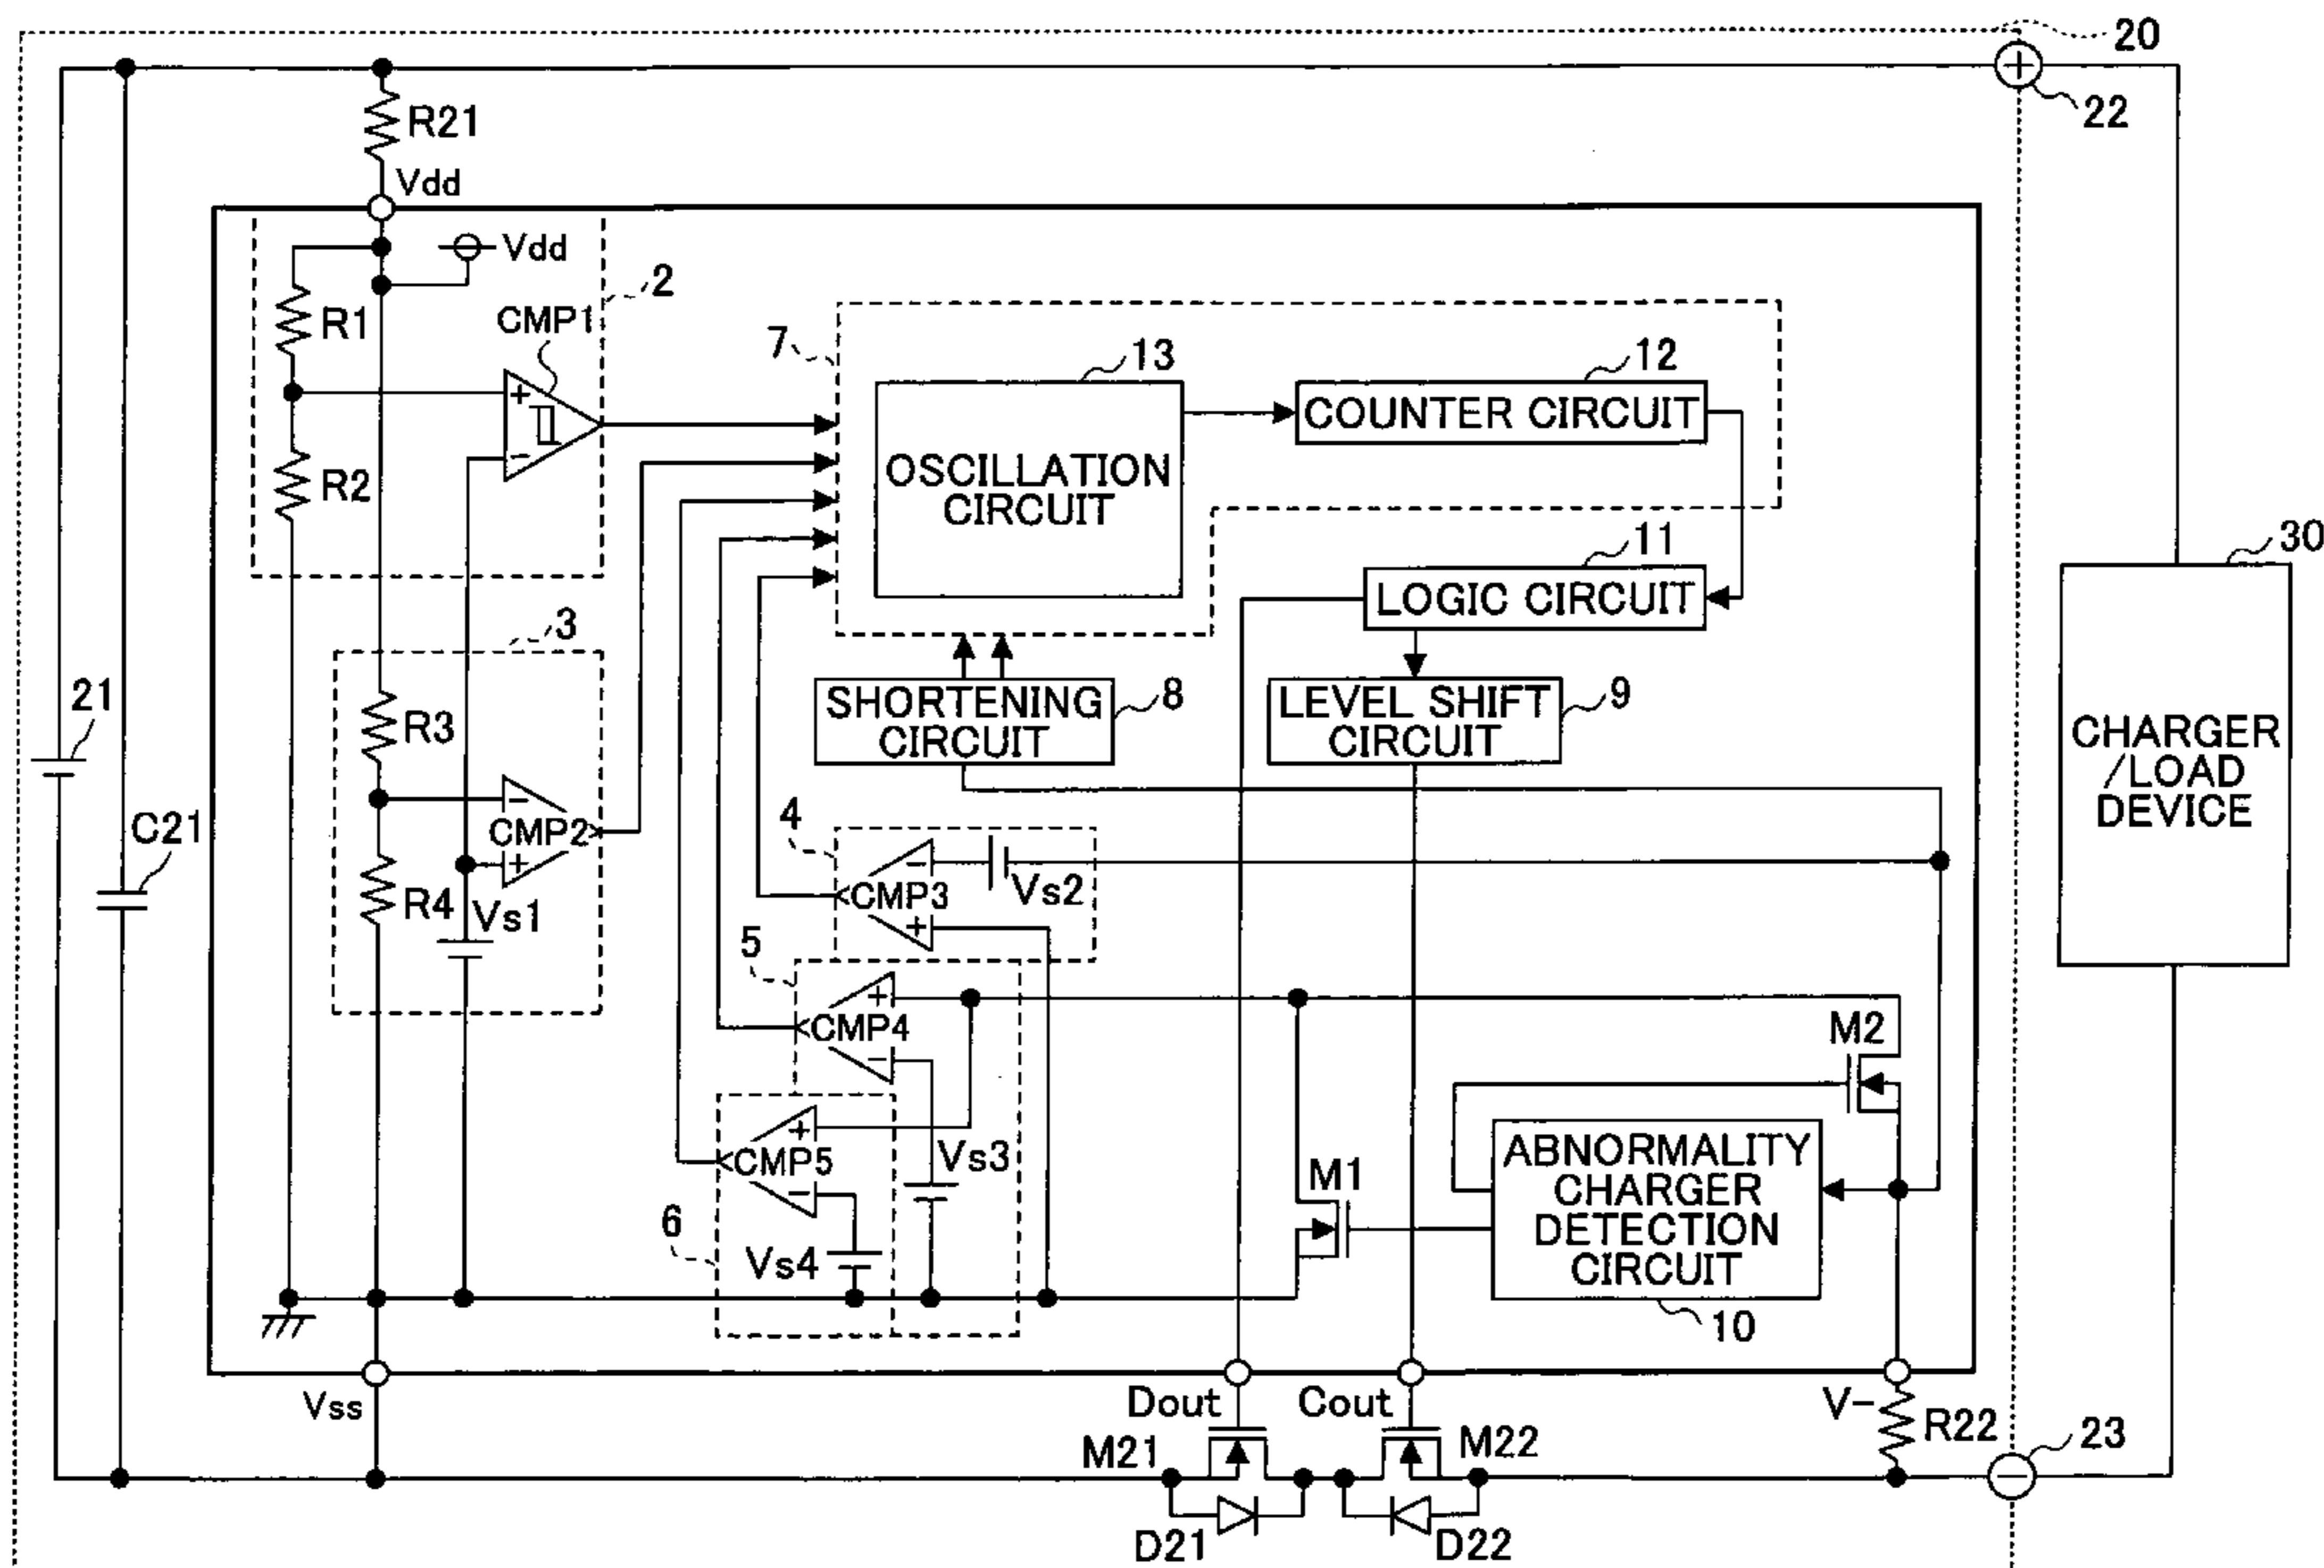 20
22
R21
Vdd
Vdd
2
R1
CMP1
R2
7
13
OSCILLATION
CIRCUIT
12
COUNTER CIRCUIT
11
LOGIC CIRCUIT
30
CHARGER
/LOAD
DEVICE
3
21
R3
SHORTENING
CIRCUIT
8
LEVEL SHIFT
CIRCUIT
9
C21
CMP2
R4
Vs1
4
CMP3
Vs2
5
CMP4
M2
CMP5
Vs3
6
Vs4
M1
ABNORMALITY
CHARGER
DETECTION
CIRCUIT
10
Vss
Dout
Cout
V-
R22
23
M21
M22
D21
D22